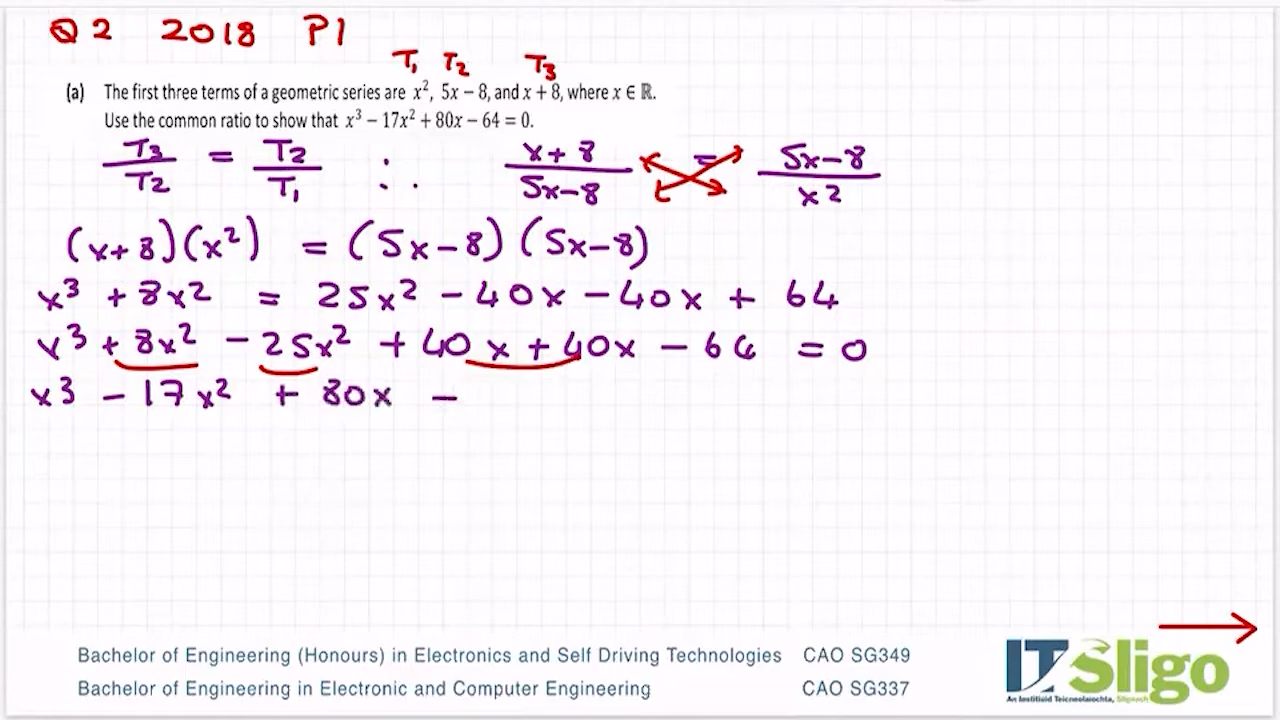 Q2 2018 P1
T₁ T₂ T₃
(a) The first three terms of a geometric series are x², 5x − 8, and x + 8, where x ∈ ℝ.
Use the common ratio to show that x³ − 17x² + 80x − 64 = 0.
T₃/T₂ = T₂/T₁ ∴ (x+8)/(5x−8) = (5x−8)/x²
(x+8)(x²) = (5x−8)(5x−8)
x³ + 8x² = 25x² − 40x − 40x + 64
x³ + 8x² − 25x² + 40x + 40x − 64 = 0
x³ − 17x² + 80x −
Bachelor of Engineering (Honours) in Electronics and Self Driving Technologies CAO SG349
Bachelor of Engineering in Electronic and Computer Engineering CAO SG337
IT Sligo
An Institiúid Teicneolaíochta, Sligeach